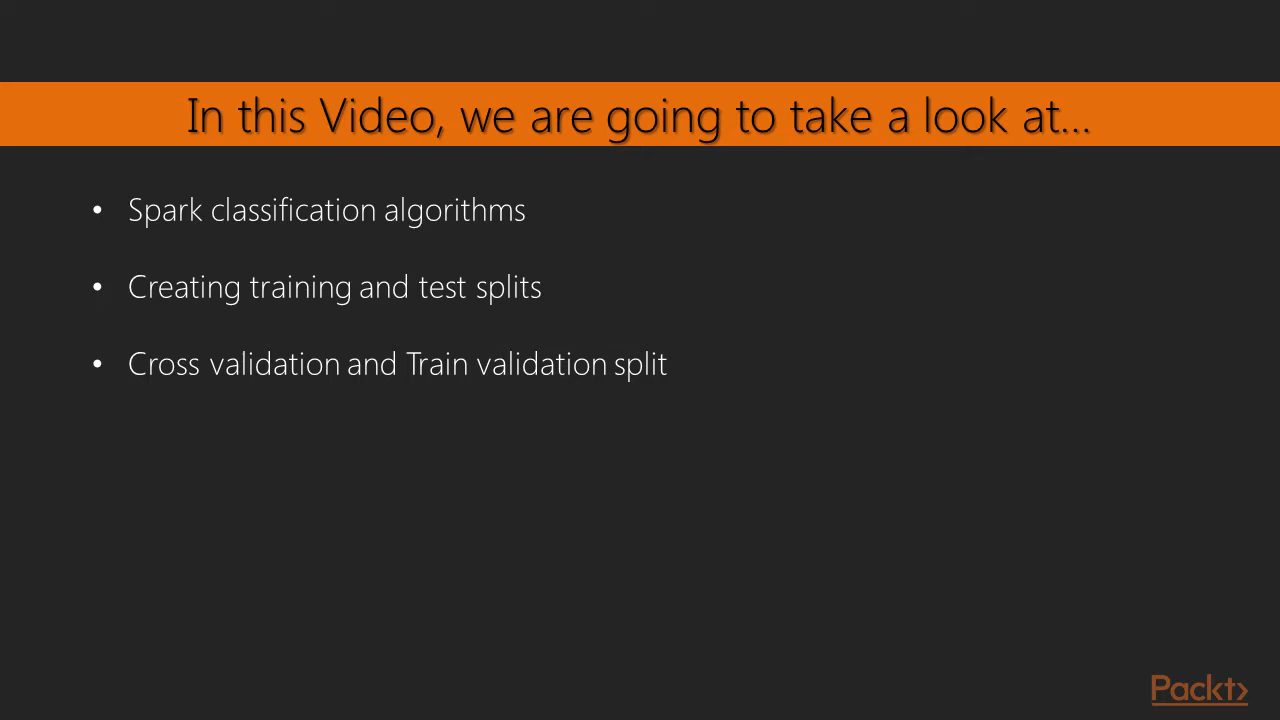 In this Video, we are going to take a look at...
• Spark classification algorithms
• Creating training and test splits
• Cross validation and Train validation split
Packt>